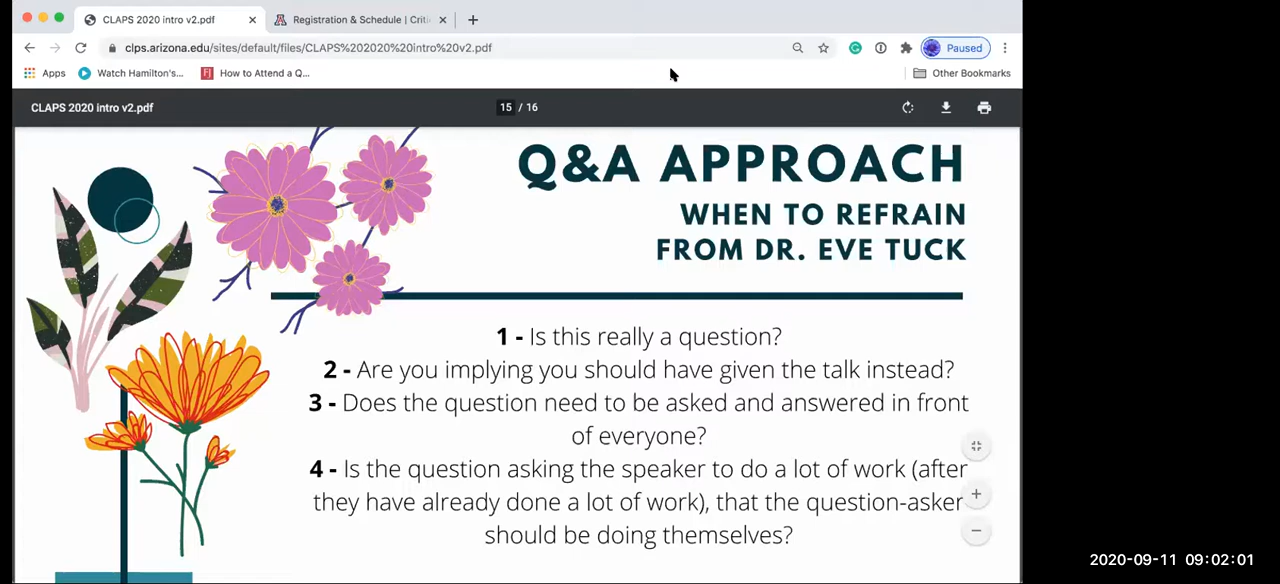 CLAPS 2020 intro v2.pdf
Registration & Schedule | Criti
clps.arizona.edu/sites/default/files/CLAPS%202020%20intro%20v2.pdf
Paused
Apps
Watch Hamilton's...
How to Attend a Q...
Other Bookmarks
CLAPS 2020 intro v2.pdf
15 / 16
Q&A APPROACH
WHEN TO REFRAIN
FROM DR. EVE TUCK
1 - Is this really a question?
2 - Are you implying you should have given the talk instead?
3 - Does the question need to be asked and answered in front
of everyone?
4 - Is the question asking the speaker to do a lot of work (after
they have already done a lot of work), that the question-asker
should be doing themselves?
2020-09-11 09:02:01